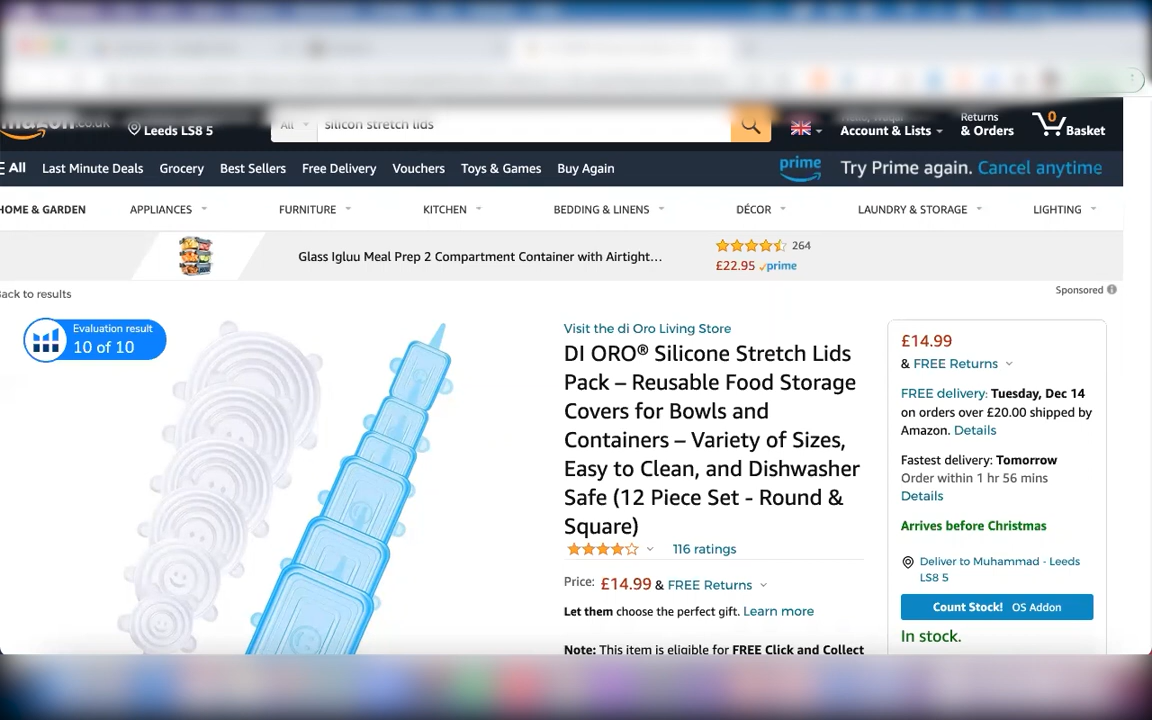 amazon.co.uk
Leeds LS8 5
All
silicon stretch lids
Account & Lists
Returns
& Orders
0
Basket
All
Last Minute Deals
Grocery
Best Sellers
Free Delivery
Vouchers
Toys & Games
Buy Again
prime
Try Prime again. Cancel anytime
HOME & GARDEN
APPLIANCES
FURNITURE
KITCHEN
BEDDING & LINENS
DÉCOR
LAUNDRY & STORAGE
LIGHTING
Glass Igluu Meal Prep 2 Compartment Container with Airtight…
264
£22.95 prime
Sponsored
Back to results
Evaluation result
10 of 10
Visit the di Oro Living Store
DI ORO® Silicone Stretch Lids
Pack – Reusable Food Storage
Covers for Bowls and
Containers – Variety of Sizes,
Easy to Clean, and Dishwasher
Safe (12 Piece Set - Round &
Square)
116 ratings
Price: £14.99 & FREE Returns
Let them choose the perfect gift. Learn more
Note: This item is eligible for FREE Click and Collect
£14.99
& FREE Returns
FREE delivery: Tuesday, Dec 14
on orders over £20.00 shipped by
Amazon. Details
Fastest delivery: Tomorrow
Order within 1 hr 56 mins
Details
Arrives before Christmas
Deliver to Muhammad - Leeds
LS8 5
Count Stock! OS Addon
In stock.